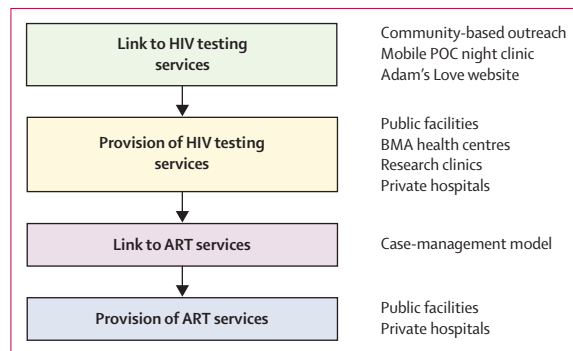 Link to HIV testing
services
Community-based outreach
Mobile POC night clinic
Adam's Love website
Provision of HIV testing
services
Public facilities
BMA health centres
Research clinics
Private hospitals
Link to ART services
Case-management model
Provision of ART services
Public facilities
Private hospitals